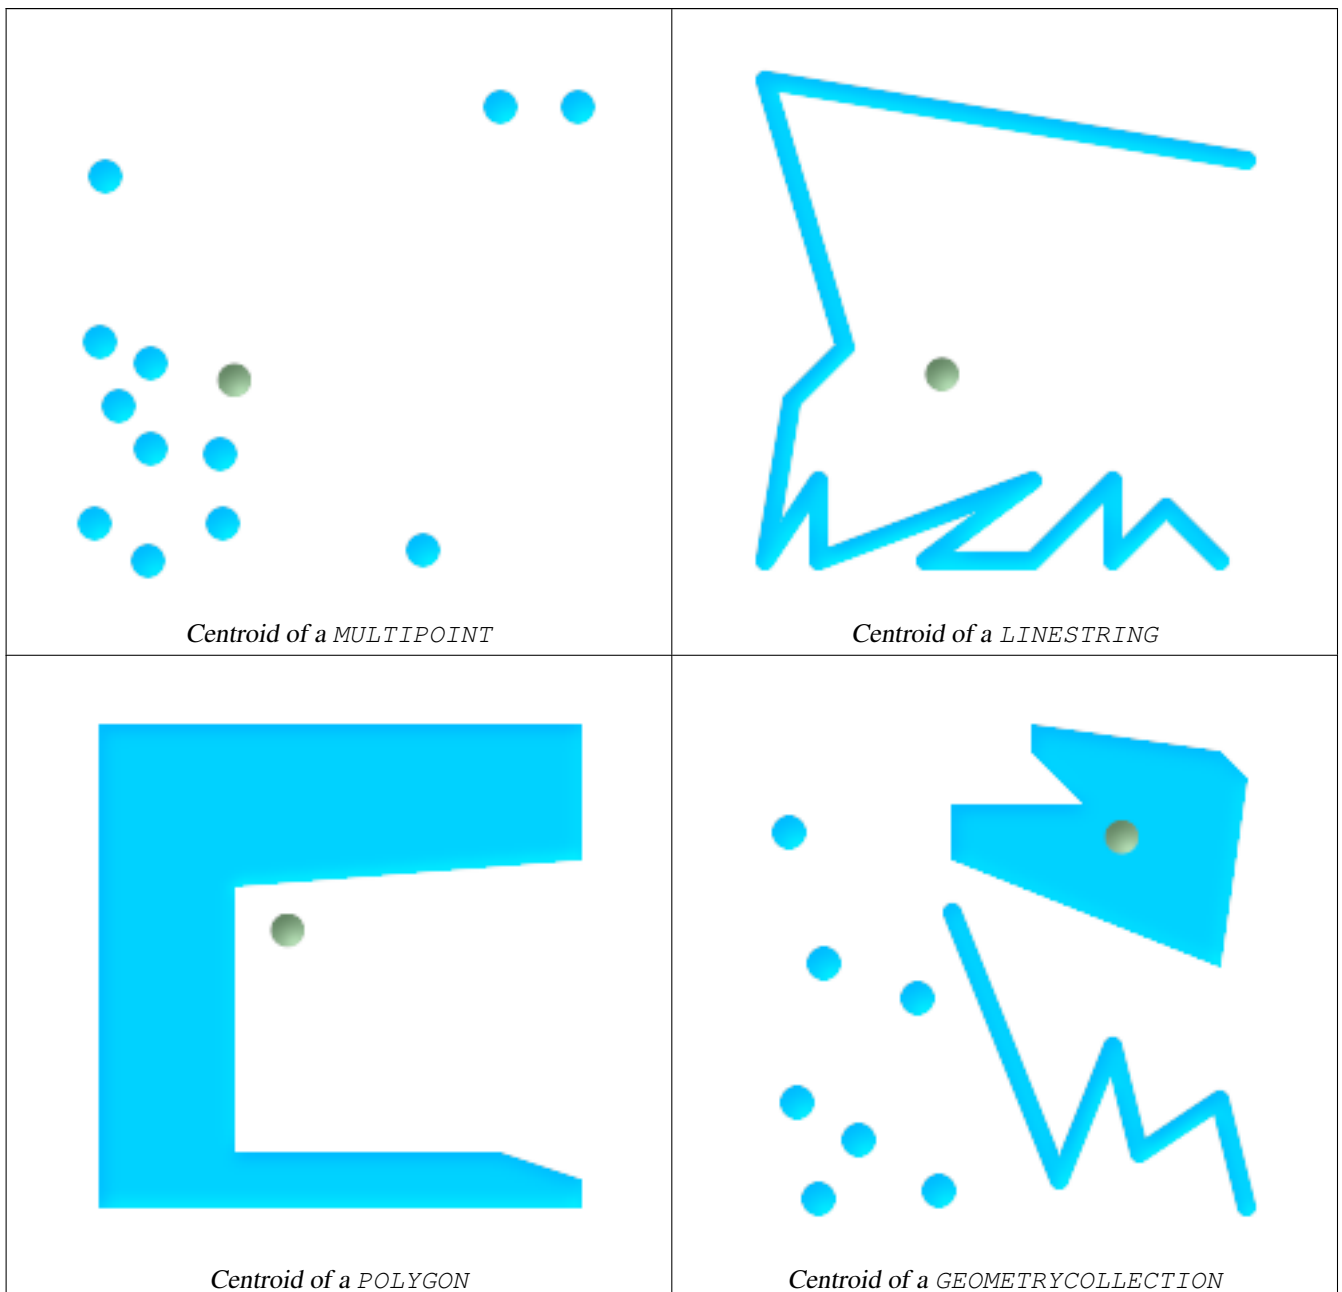 Centroid of a MULTIPOINT
Centroid of a LINESTRING
Centroid of a POLYGON
Centroid of a GEOMETRYCOLLECTION